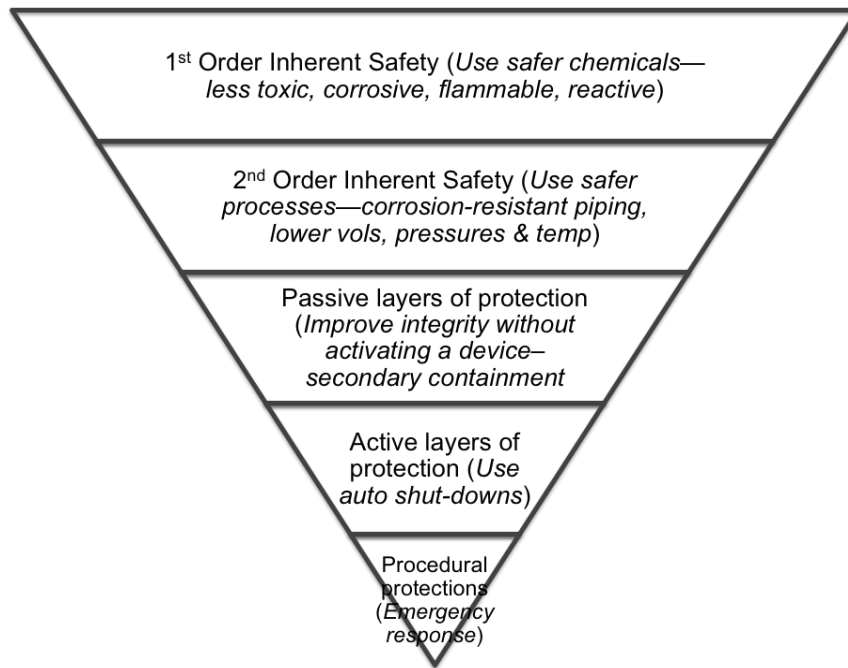 1st Order Inherent Safety (Use safer chemicals—
less toxic, corrosive, flammable, reactive)
2nd Order Inherent Safety (Use safer
processes—corrosion-resistant piping,
lower vols, pressures & temp)
Passive layers of protection
(Improve integrity without
activating a device–
secondary containment
Active layers of
protection (Use
auto shut-downs)
Procedural
protections
(Emergency
response)